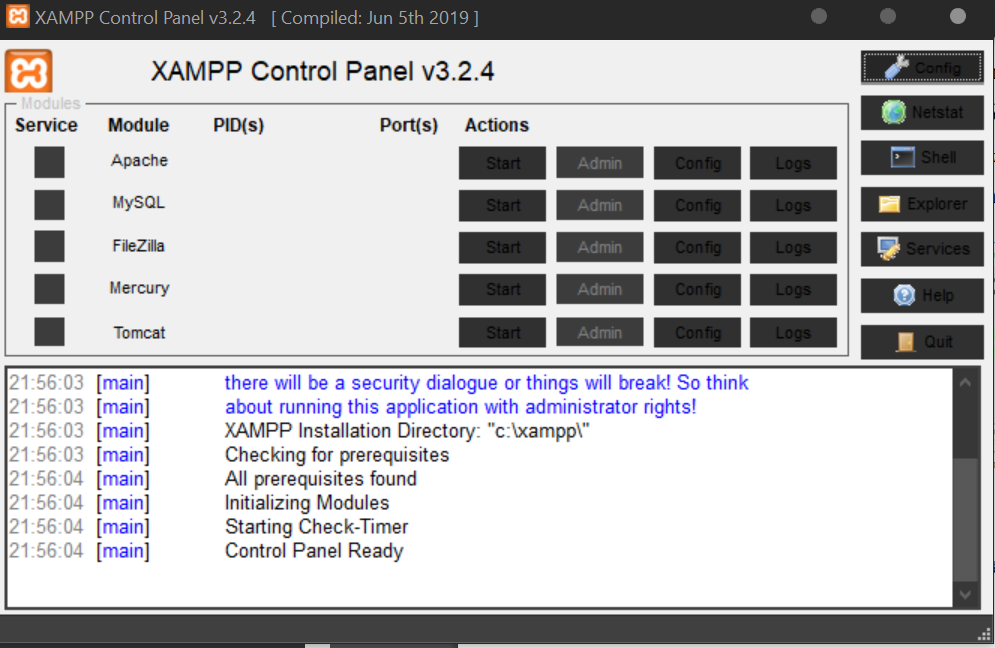 XAMPP Control Panel v3.2.4 [ Compiled: Jun 5th 2019 ]
XAMPP Control Panel v3.2.4
Config
Modules
Service Module PID(s) Port(s) Actions
Netstat
Apache Start Admin Config Logs
Shell
MySQL Start Admin Config Logs
Explorer
FileZilla Start Admin Config Logs
Services
Mercury Start Admin Config Logs
Help
Tomcat Start Admin Config Logs
Quit
21:56:03 [main] there will be a security dialogue or things will break! So think
21:56:03 [main] about running this application with administrator rights!
21:56:03 [main] XAMPP Installation Directory: "c:\xampp\"
21:56:03 [main] Checking for prerequisites
21:56:04 [main] All prerequisites found
21:56:04 [main] Initializing Modules
21:56:04 [main] Starting Check-Timer
21:56:04 [main] Control Panel Ready